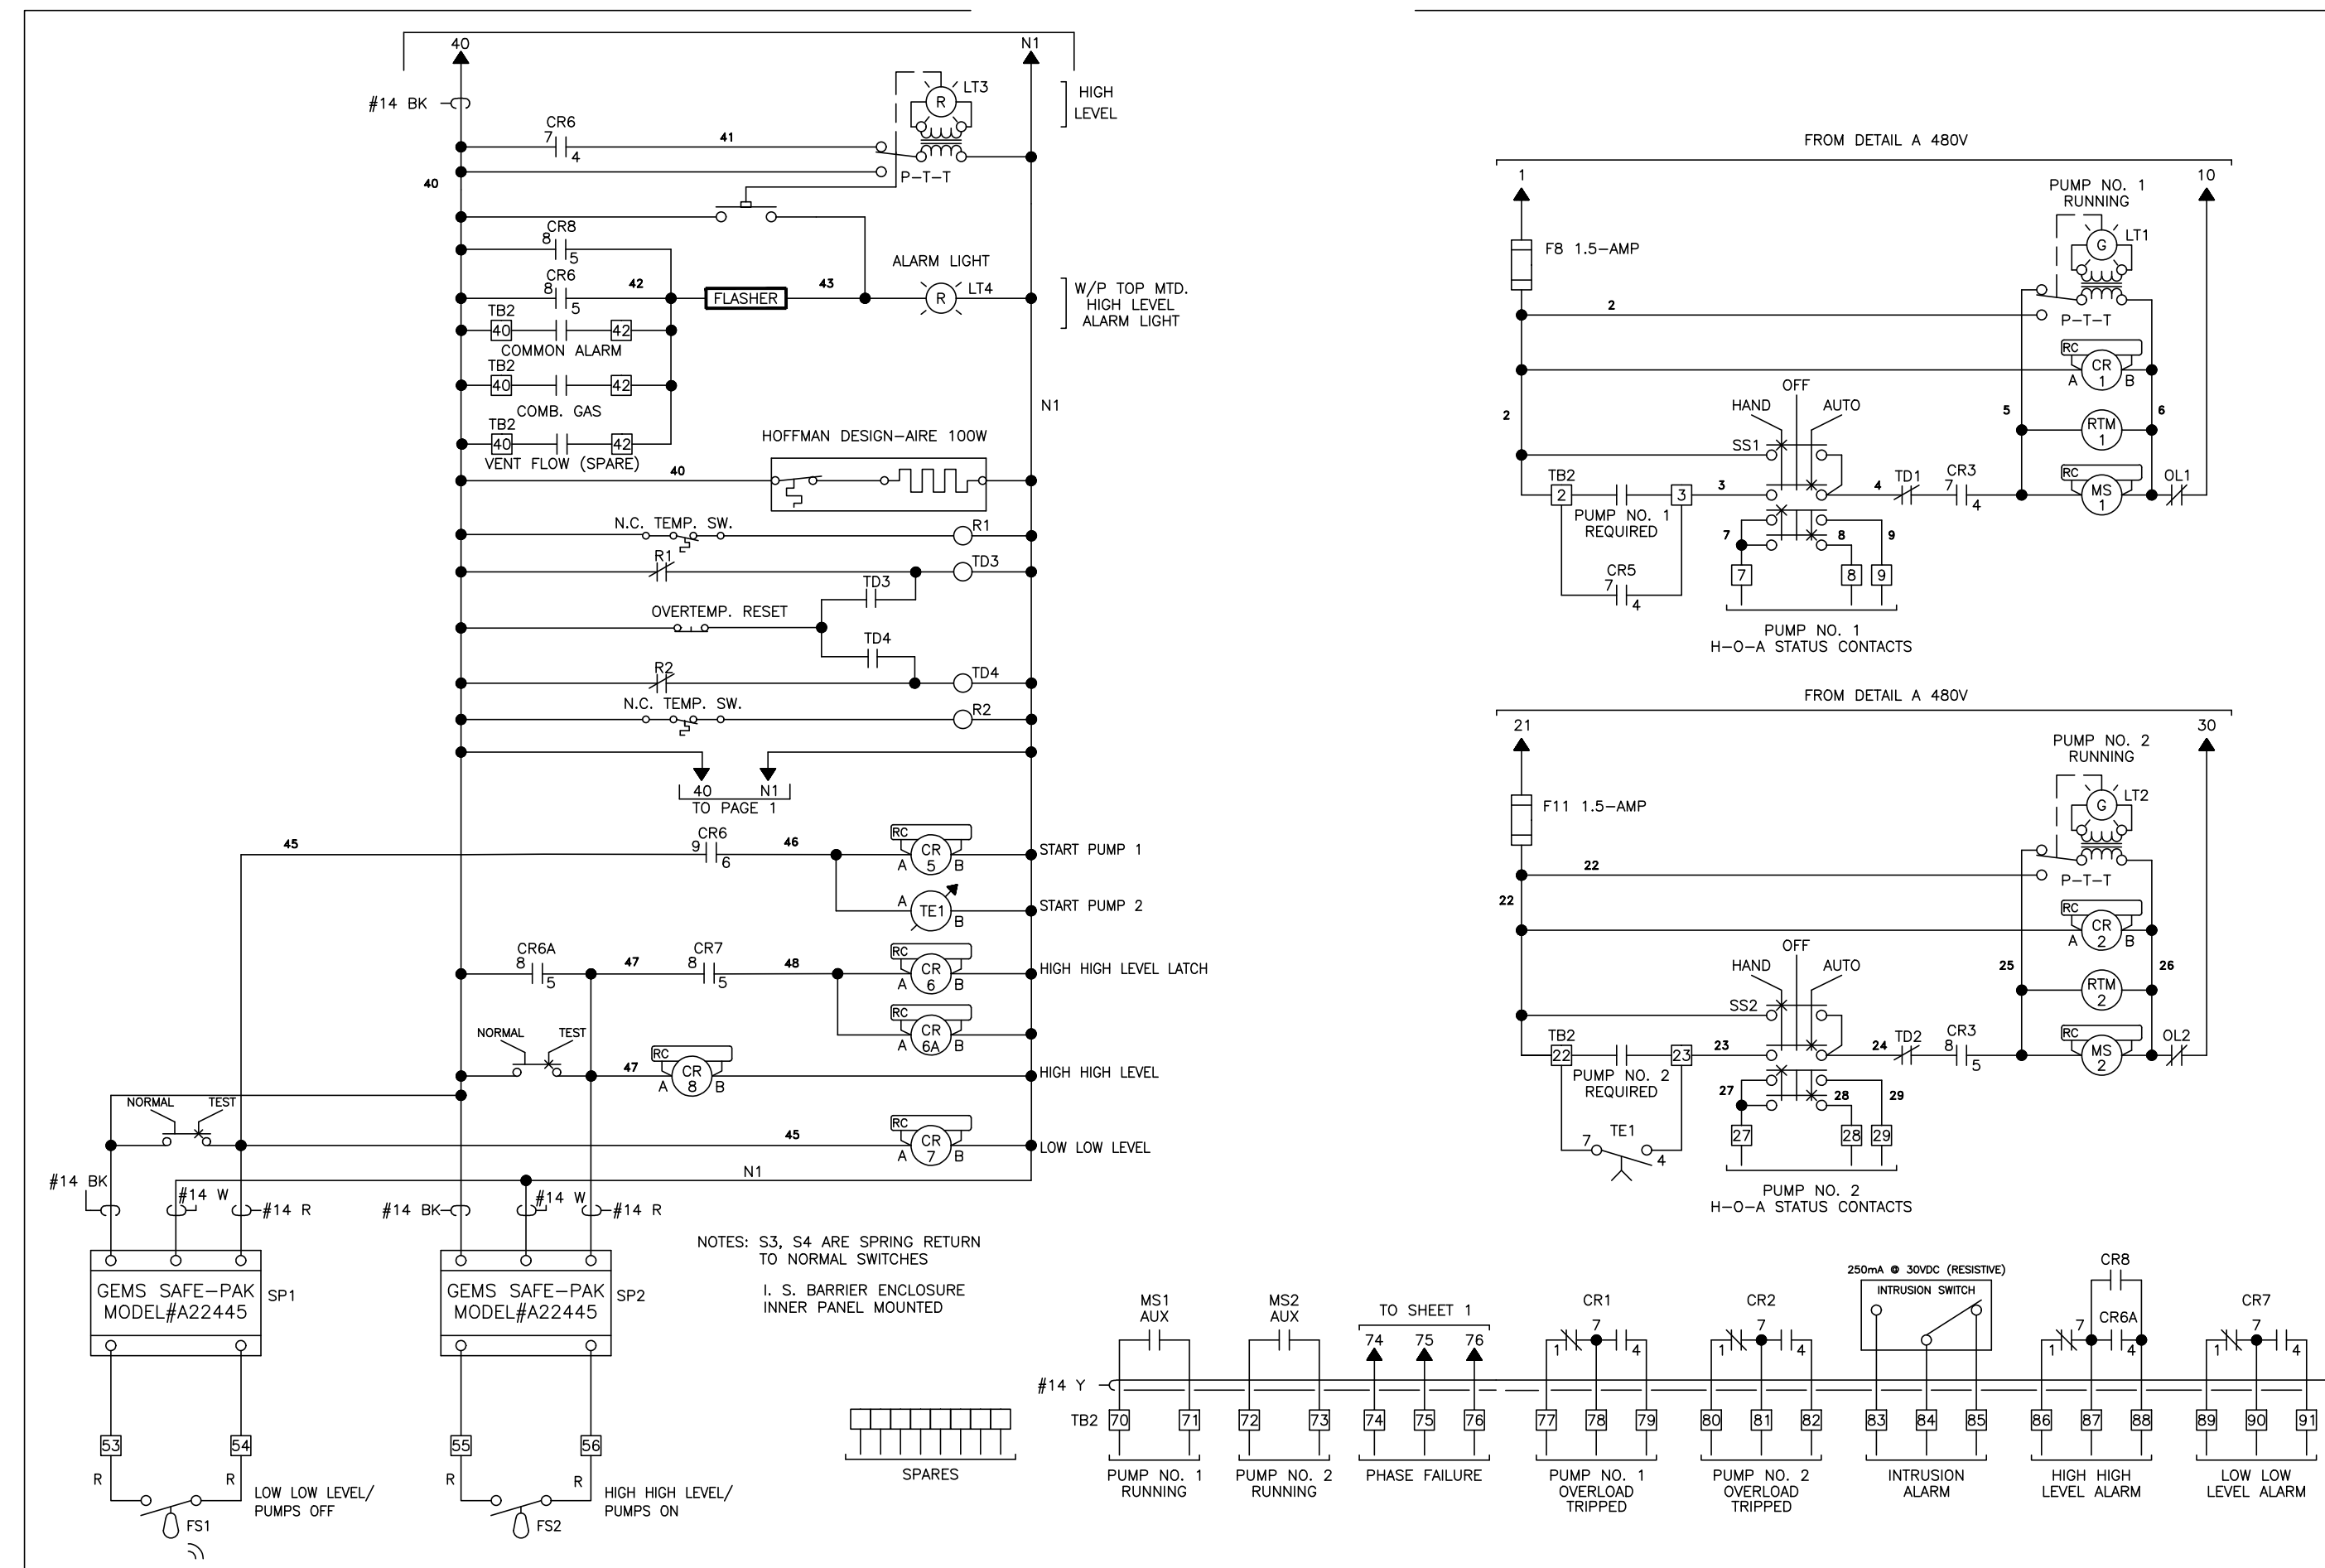 40
N1
#14 BK
LT3
R
HIGH
LEVEL
CR6
7
4
41
P-T-T
40
CR8
8
5
CR6
8
5
42
FLASHER
43
ALARM LIGHT
R
LT4
W/P TOP MTD.
HIGH LEVEL
ALARM LIGHT
TB2
40
42
COMMON ALARM
TB2
40
42
COMB. GAS
TB2
40
42
VENT FLOW (SPARE)
N1
HOFFMAN DESIGN-AIRE 100W
40
N.C. TEMP. SW.
R1
R1
TD3
TD3
OVERTEMP. RESET
TD4
R2
TD4
N.C. TEMP. SW.
R2
40
N1
TO PAGE 1
45
CR6
9
6
46
RC
CR
5
A
B
START PUMP 1
A
TE1
B
START PUMP 2
CR6A
8
5
47
CR7
8
5
48
RC
CR
6
A
B
HIGH HIGH LEVEL LATCH
RC
CR
6A
A
B
NORMAL
TEST
47
RC
CR
8
A
B
HIGH HIGH LEVEL
NORMAL
TEST
45
RC
CR
7
A
B
LOW LOW LEVEL
N1
#14 BK
#14 W
#14 R
#14 BK
#14 W
#14 R
GEMS SAFE-PAK
MODEL#A22445
SP1
GEMS SAFE-PAK
MODEL#A22445
SP2
NOTES: S3, S4 ARE SPRING RETURN
TO NORMAL SWITCHES
I. S. BARRIER ENCLOSURE
INNER PANEL MOUNTED
53
54
R
R
LOW LOW LEVEL/
PUMPS OFF
FS1
55
56
R
R
HIGH HIGH LEVEL/
PUMPS ON
FS2
SPARES
FROM DETAIL A 480V
1
10
F8 1.5-AMP
PUMP NO. 1
RUNNING
LT1
G
2
P-T-T
RC
CR
1
A
B
2
OFF
HAND
AUTO
SS1
5
6
RTM
1
TB2
2
3
PUMP NO. 1
REQUIRED
3
4
TD1
CR3
7
4
RC
MS
1
OL1
CR5
7
4
7
8
9
7
8
9
PUMP NO. 1
H-O-A STATUS CONTACTS
FROM DETAIL A 480V
21
30
F11 1.5-AMP
PUMP NO. 2
RUNNING
LT2
G
22
P-T-T
22
RC
CR
2
A
B
OFF
HAND
AUTO
SS2
25
26
RTM
2
TB2
22
23
PUMP NO. 2
REQUIRED
23
24
TD2
CR3
8
5
RC
MS
2
OL2
TE1
7
4
27
28
29
27
28
29
PUMP NO. 2
H-O-A STATUS CONTACTS
#14 Y
TB2
MS1
AUX
70
71
PUMP NO. 1
RUNNING
MS2
AUX
72
73
PUMP NO. 2
RUNNING
TO SHEET 1
74
75
76
74
75
76
PHASE FAILURE
CR1
7
1
4
77
78
79
PUMP NO. 1
OVERLOAD
TRIPPED
CR2
7
1
4
80
81
82
PUMP NO. 2
OVERLOAD
TRIPPED
250mA @ 30VDC (RESISTIVE)
INTRUSION SWITCH
83
84
85
INTRUSION
ALARM
CR8
CR6A
7
1
4
86
87
88
HIGH HIGH
LEVEL ALARM
CR7
7
1
4
89
90
91
LOW LOW
LEVEL ALARM